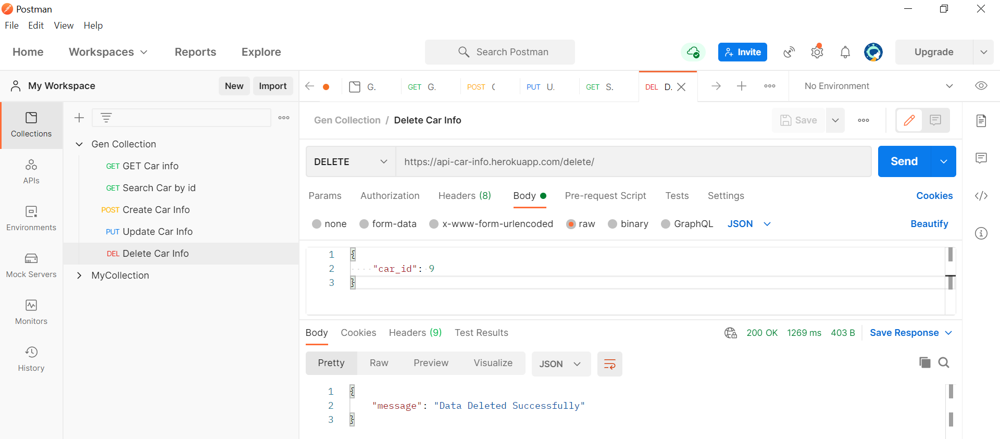 Postman
File Edit View Help
Home Workspaces Reports Explore Search Postman Invite Upgrade
My Workspace New Import
G. GET G. POST PUT U. GET S. DEL D. No Environment
Collections
APIs
Environments
Mock Servers
Monitors
History
Gen Collection
GET GET Car info
GET Search Car by id
POST Create Car Info
PUT Update Car Info
DEL Delete Car Info
MyCollection
Gen Collection / Delete Car Info Save
DELETE https://api-car-info.herokuapp.com/delete/ Send
Params Authorization Headers (8) Body Pre-request Script Tests Settings Cookies
none form-data x-www-form-urlencoded raw binary GraphQL JSON Beautify
1 {
2 "car_id": 9
3 }
Body Cookies Headers (9) Test Results 200 OK 1269 ms 403 B Save Response
Pretty Raw Preview Visualize JSON
1 {
2 "message": "Data Deleted Successfully"
3 }